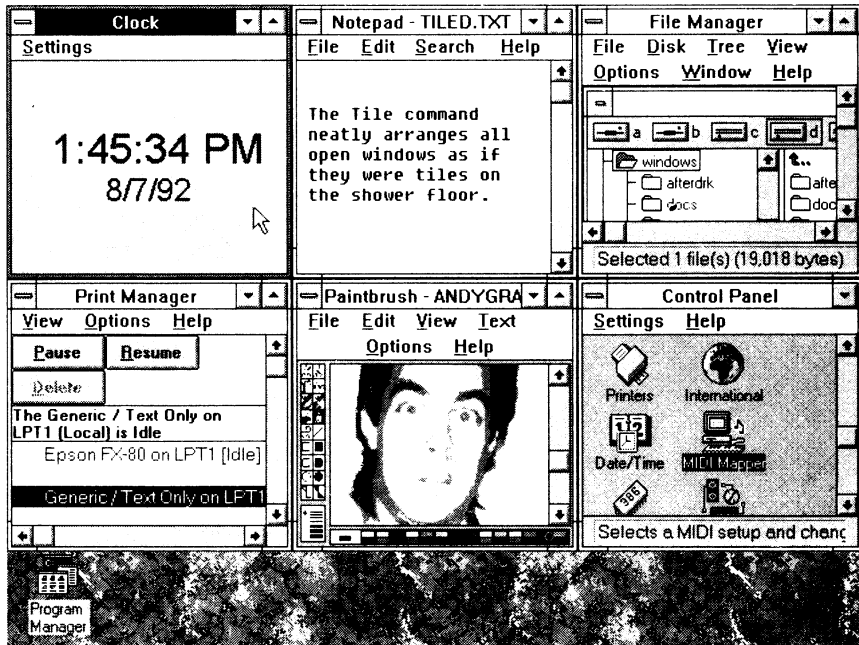 Clock
Settings
1:45:34 PM
8/7/92
Notepad - TILED.TXT
File Edit Search Help
The Tile command
neatly arranges all
open windows as if
they were tiles on
the shower floor.
File Manager
File Disk Tree View
Options Window Help
a b c d
windows
afterdrk
docs
afte
doc
Selected 1 file(s) (19,018 bytes)
Print Manager
View Options Help
Pause Resume
Delete
The Generic / Text Only on
LPT1 (Local) is Idle
Epson FX-80 on LPT1 [Idle]
Generic / Text Only on LPT1
Paintbrush - ANDYGRA
File Edit View Text
Options Help
Control Panel
Settings Help
Printers International
Date/Time MIDI Mapper
386
Selects a MIDI setup and chang
Program
Manager